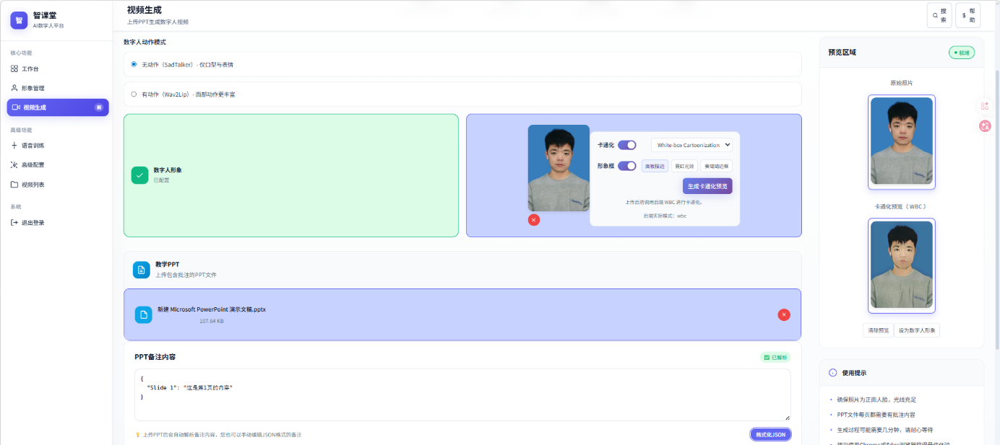 智
智课堂
AI数字人平台
核心功能
工作台
形象管理
视频生成
新
高级功能
语音训练
高级配置
视频列表
系统
退出登录
视频生成
上传PPT生成数字人视频
搜索
帮助
数字人动作模式
无动作（SadTalker）· 仅口型与表情
有动作（Wav2Lip）· 面部动作更丰富
数字人形象
已配置
卡通化
White-box Cartoonization
形象框
面板描边
霓虹光效
赛璐璐边框
生成卡通化预览
上传后将调用后端 WBC 进行卡通化。
后端实际模式：wbc
教学PPT
上传包含批注的PPT文件
新建 Microsoft PowerPoint 演示文稿.pptx
107.64 KB
PPT备注内容
已解析
{
"Slide 1": "这是第1页的内容"
}
上传PPT后会自动解析备注内容，您也可以手动编辑JSON格式的备注
格式化JSON
预览区域
就绪
原始照片
卡通化预览（ WBC ）
清除预览
设为数字人形象
使用提示
确保照片为正面人脸，光线充足
PPT文件每页都需要有批注内容
生成过程可能需要几分钟，请耐心等待
建议使用Chrome或Edge浏览器获得最佳体验